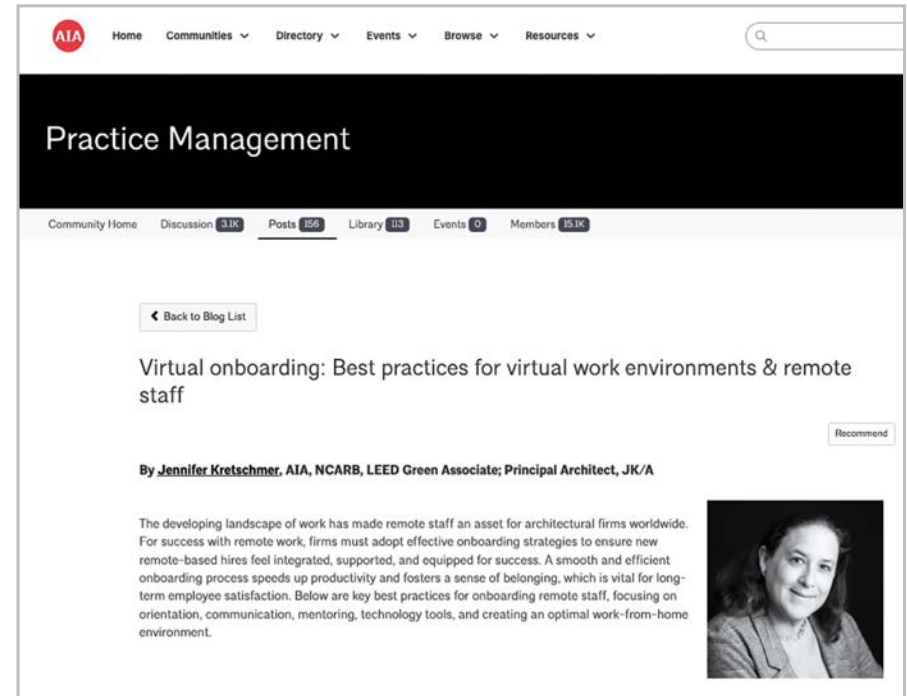 AIA Home Communities Directory Events Browse Resources
Practice Management
Community Home Discussion 3.1K Posts 156 Library 113 Events 0 Members 15.1K
Back to Blog List
Virtual onboarding: Best practices for virtual work environments & remote
staff
Recommend
By Jennifer Kretschmer, AIA, NCARB, LEED Green Associate; Principal Architect, JK/A
The developing landscape of work has made remote staff an asset for architectural firms worldwide.
For success with remote work, firms must adopt effective onboarding strategies to ensure new
remote-based hires feel integrated, supported, and equipped for success. A smooth and efficient
onboarding process speeds up productivity and fosters a sense of belonging, which is vital for long-
term employee satisfaction. Below are key best practices for onboarding remote staff, focusing on
orientation, communication, mentoring, technology tools, and creating an optimal work-from-home
environment.